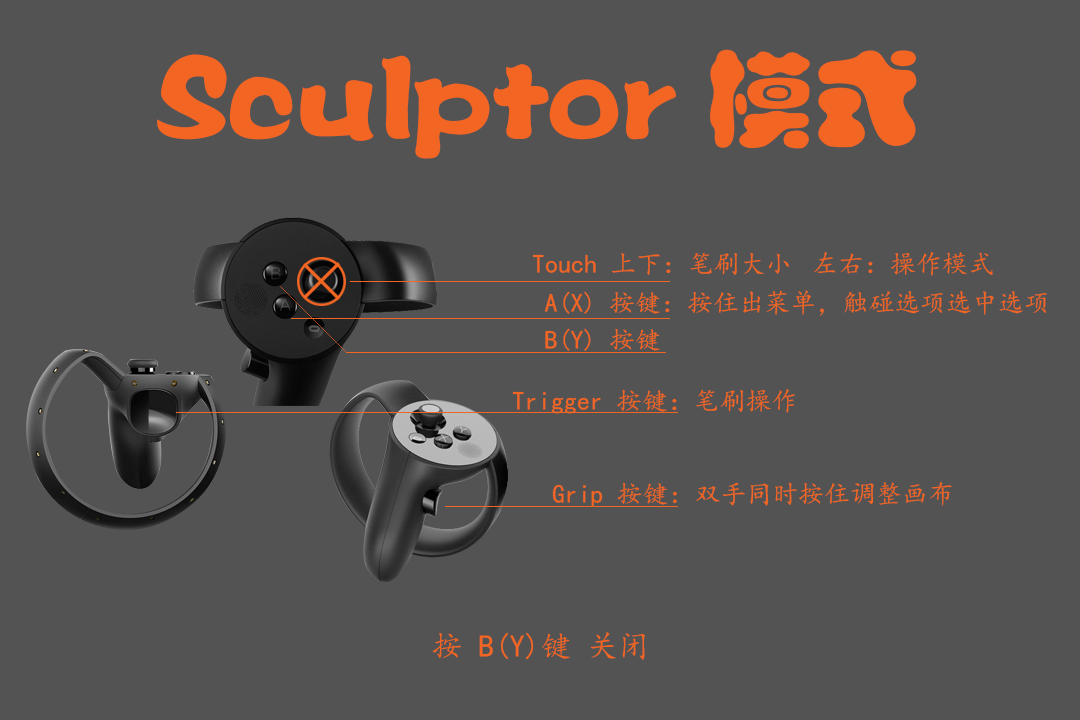 Sculptor 模式
Touch 上下：笔刷大小 左右：操作模式
A(X) 按键：按住出菜单，触碰选项选中选项
B(Y) 按键
Trigger 按键：笔刷操作
Grip 按键：双手同时按住调整画布
B
A
Y
按 B(Y)键 关闭